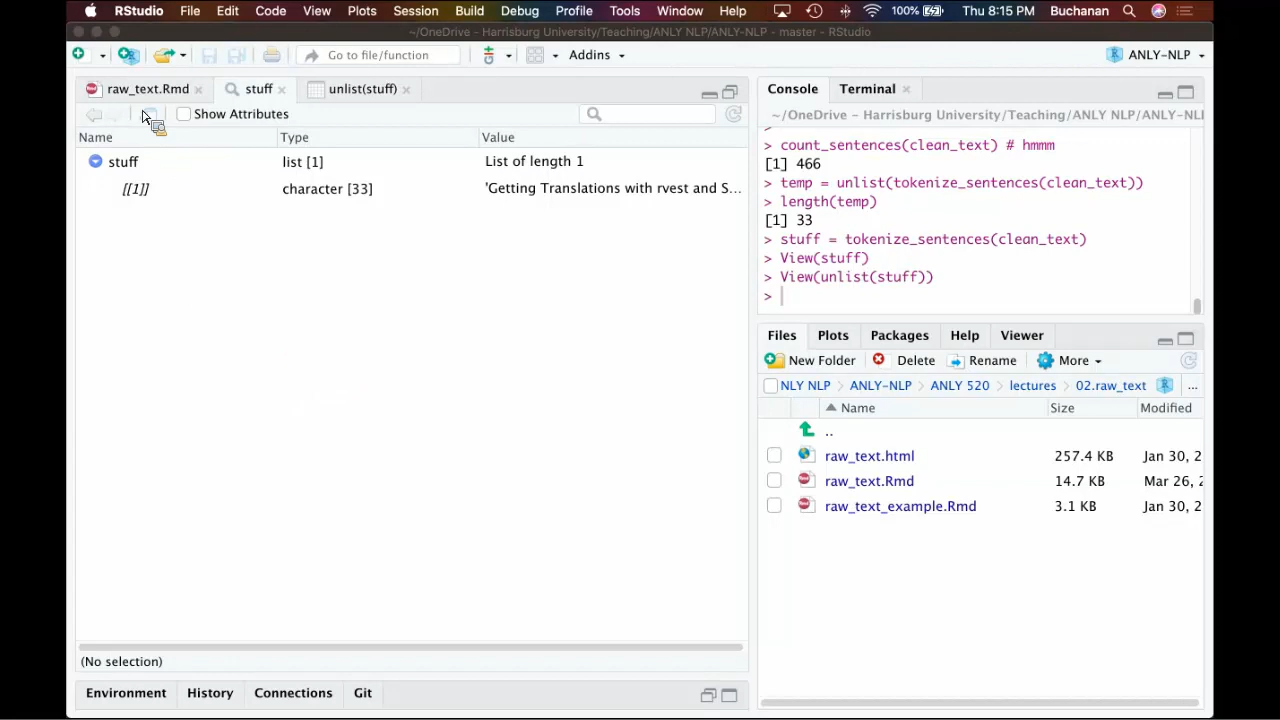 RStudio File Edit Code View Plots Session Build Debug Profile Tools Window Help 100% Thu 8:15 PM Buchanan
~/OneDrive - Harrisburg University/Teaching/ANLY NLP/ANLY-NLP - master - RStudio
Go to file/function Addins ANLY-NLP
raw_text.Rmd stuff unlist(stuff)
Show Attributes
Name Type Value
stuff list [1] List of length 1
[[1]] character [33] 'Getting Translations with rvest and S...
(No selection)
Environment History Connections Git
Console Terminal
~/OneDrive - Harrisburg University/Teaching/ANLY NLP/ANLY-NL
>
> count_sentences(clean_text) # hmmm
[1] 466
> temp = unlist(tokenize_sentences(clean_text))
> length(temp)
[1] 33
> stuff = tokenize_sentences(clean_text)
> View(stuff)
> View(unlist(stuff))
>
Files Plots Packages Help Viewer
New Folder Delete Rename More
NLY NLP ANLY-NLP ANLY 520 lectures 02.raw_text ...
Name Size Modified
..
raw_text.html 257.4 KB Jan 30, 2
raw_text.Rmd 14.7 KB Mar 26, 2
raw_text_example.Rmd 3.1 KB Jan 30, 2